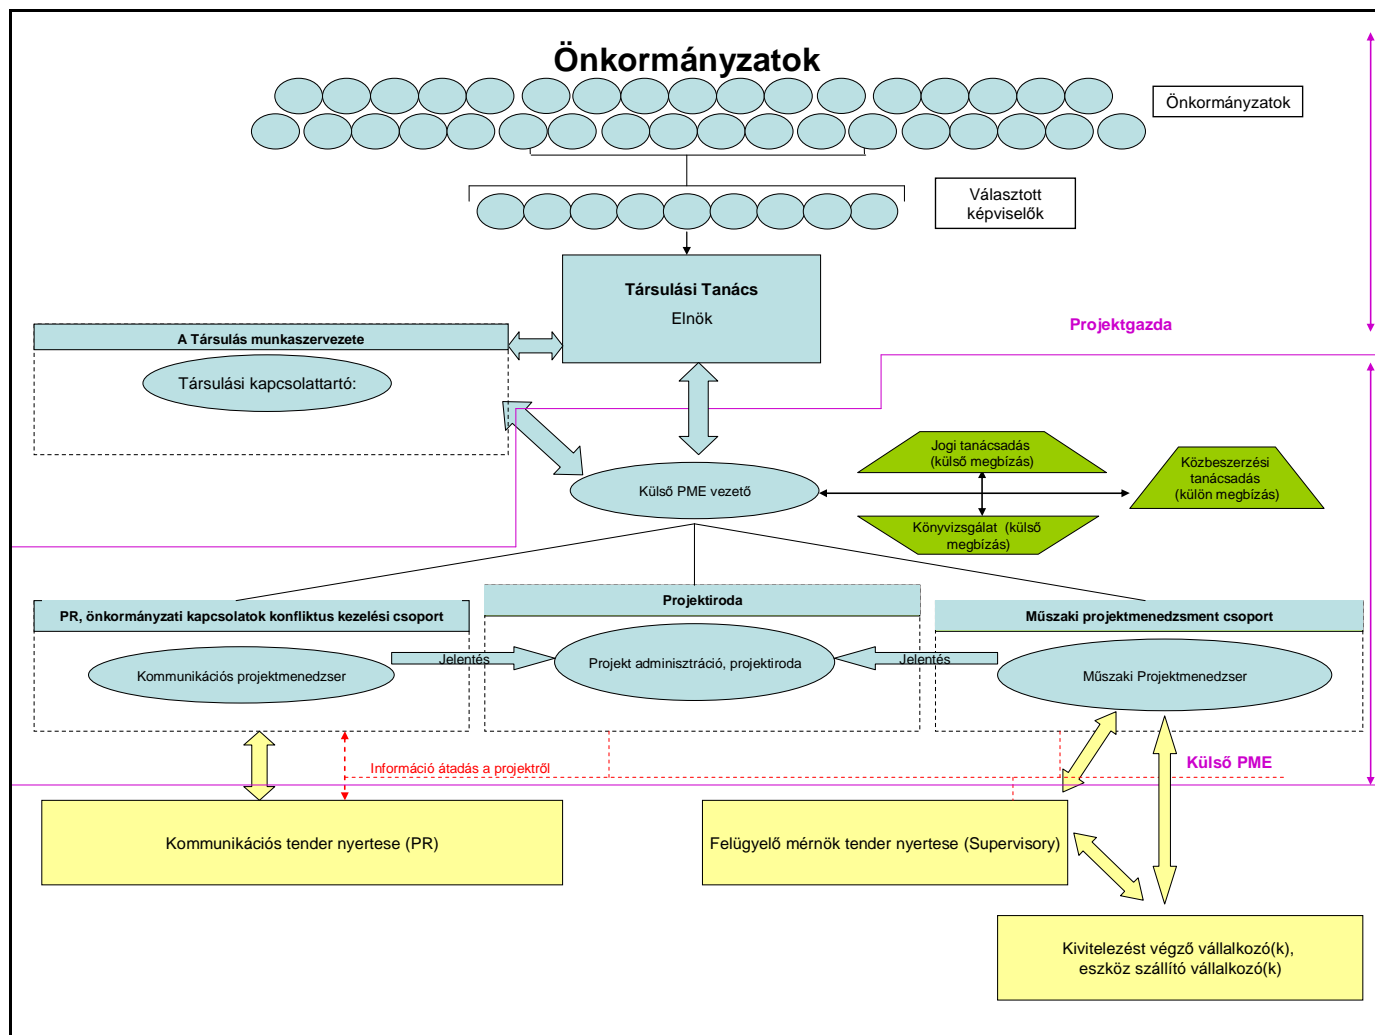 Önkormányzatok
Önkormányzatok
Választott
képviselők
Társulási Tanács
Elnök
Projektgazda
A Társulás munkaszervezete
Társulási kapcsolattartó:
Jogi tanácsadás
(külső megbízás)
Közbeszerzési
tanácsadás
(külön megbízás)
Külső PME vezető
Könyvizsgálat (külső
megbízás)
PR, önkormányzati kapcsolatok konfliktus kezelési csoport
Projektiroda
Műszaki projektmenedzsment csoport
Jelentés
Jelentés
Kommunikációs projektmenedzser
Projekt adminisztráció, projektiroda
Műszaki Projektmenedzser
Információ átadás a projektről
Külső PME
Kommunikációs tender nyertese (PR)
Felügyelő mérnök tender nyertese (Supervisory)
Kivitelezést végző vállalkozó(k),
eszköz szállító vállalkozó(k)